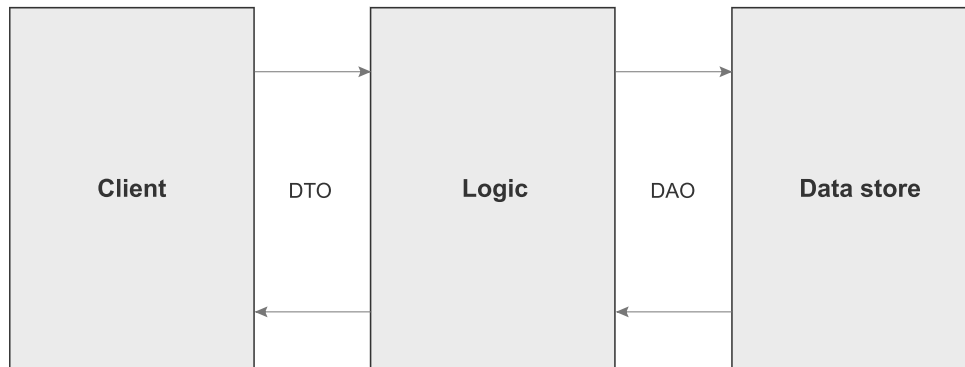 Client
DTO
Logic
DAO
Data store